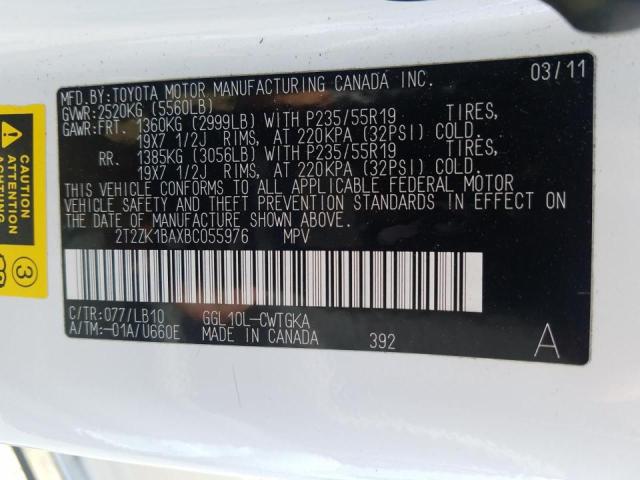 MFD.BY:TOYOTA MOTOR MANUFACTURING CANADA INC. 03/11
GVWR:2520KG (5560LB)
GAWR:FRT. 1360KG (2999LB) WITH P235/55R19 TIRES,
19X7 1/2J RIMS, AT 220KPA (32PSI) COLD.
RR. 1385KG (3056LB) WITH P235/55R19 TIRES,
19X7 1/2J RIMS, AT 220KPA (32PSI) COLD.
THIS VEHICLE CONFORMS TO ALL APPLICABLE FEDERAL MOTOR
VEHICLE SAFETY AND THEFT PREVENTION STANDARDS IN EFFECT ON
THE DATE OF MANUFACTURE SHOWN ABOVE.
2T2ZK1BAXBC055976 MPV
C/TR:077/LB10 GGL10L-CWTGKA
A/TM:-01A/U660E MADE IN CANADA 392 A
CAUTION
ATTENTION
3